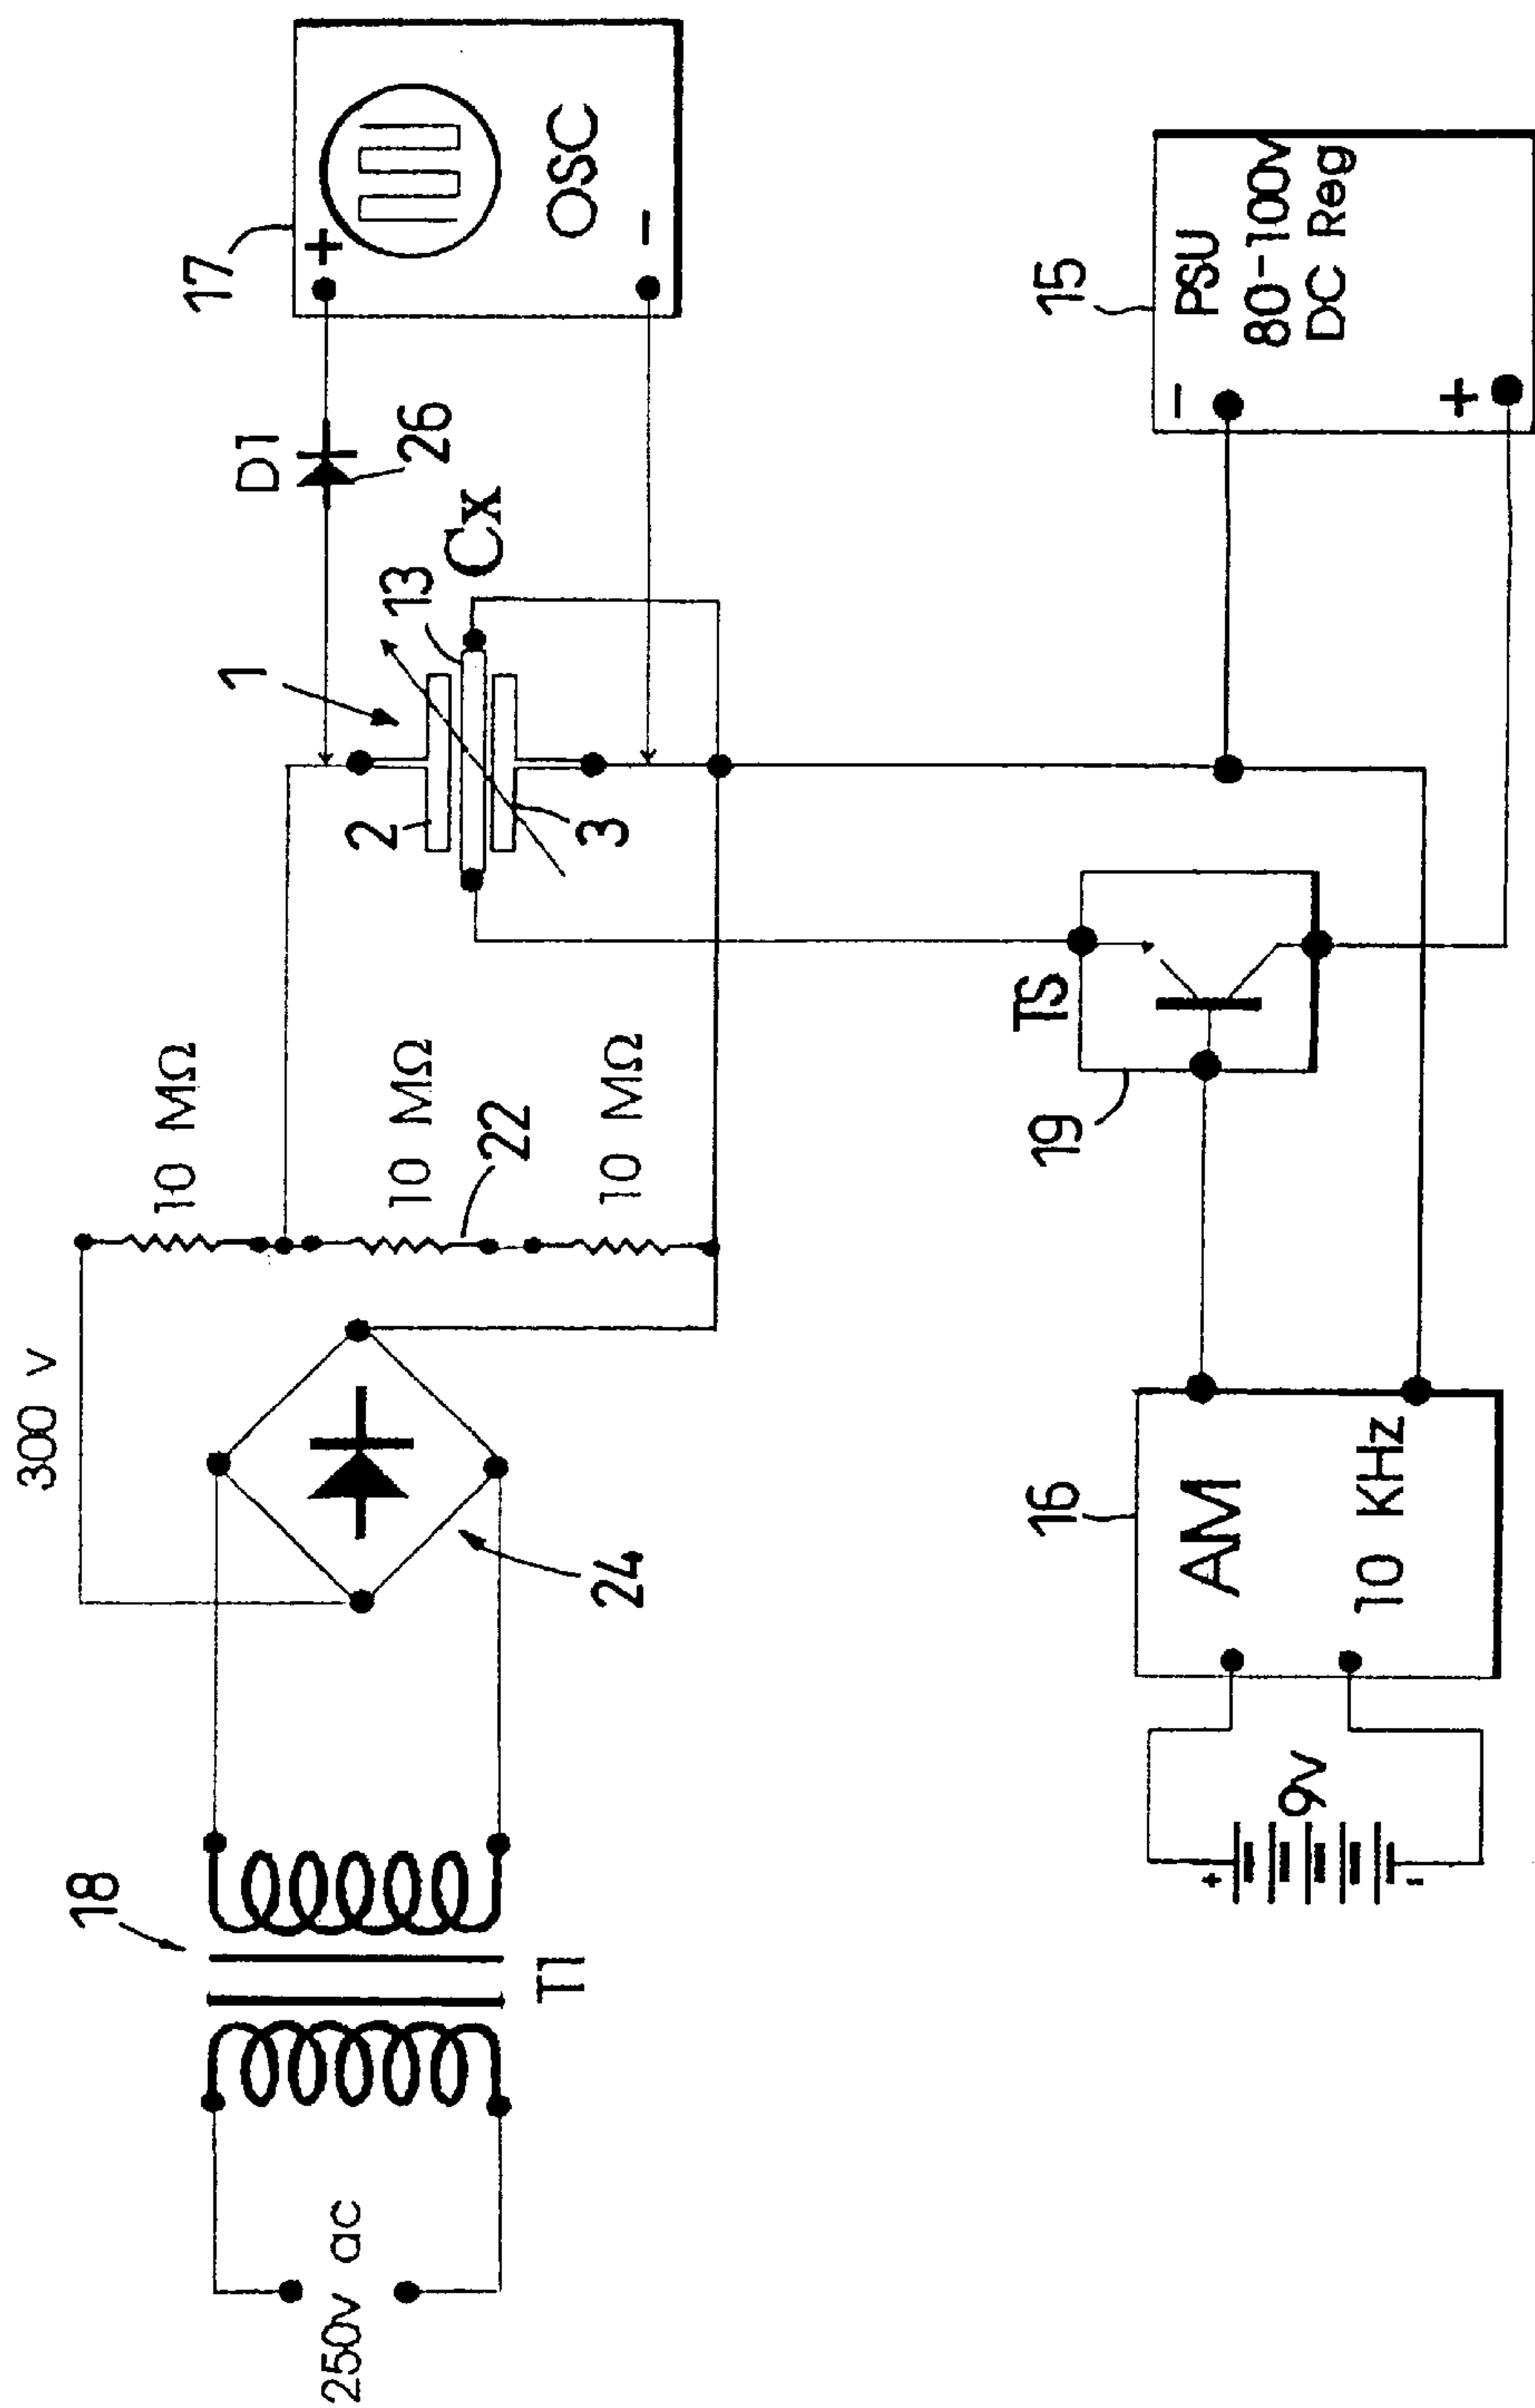 250v ac
18
T1
24
300 v
10 MΩ
10 MΩ
10 MΩ
22
1
2
3
13
Cx
D1
26
17
+
OSC
-
+
9v
-
16
AM
10 KHz
19
TS
15
-
PSU
80-100v
DC Reg
+